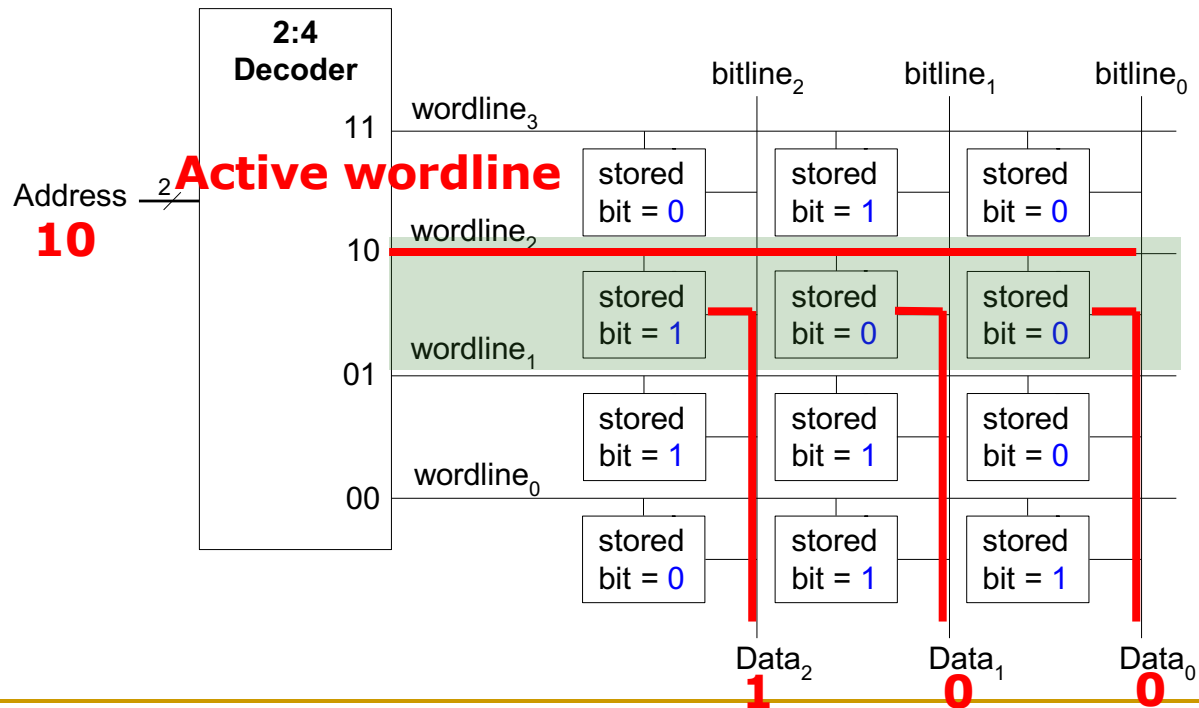 2:4
Decoder
bitline₂ bitline₁ bitline₀
wordline₃
11
Active wordline
stored bit = 0
stored bit = 1
stored bit = 0
Address 2
10
wordline₂
10
stored bit = 1
stored bit = 0
stored bit = 0
wordline₁
01
stored bit = 1
stored bit = 1
stored bit = 0
wordline₀
00
stored bit = 0
stored bit = 1
stored bit = 1
Data₂ Data₁ Data₀
1 0 0